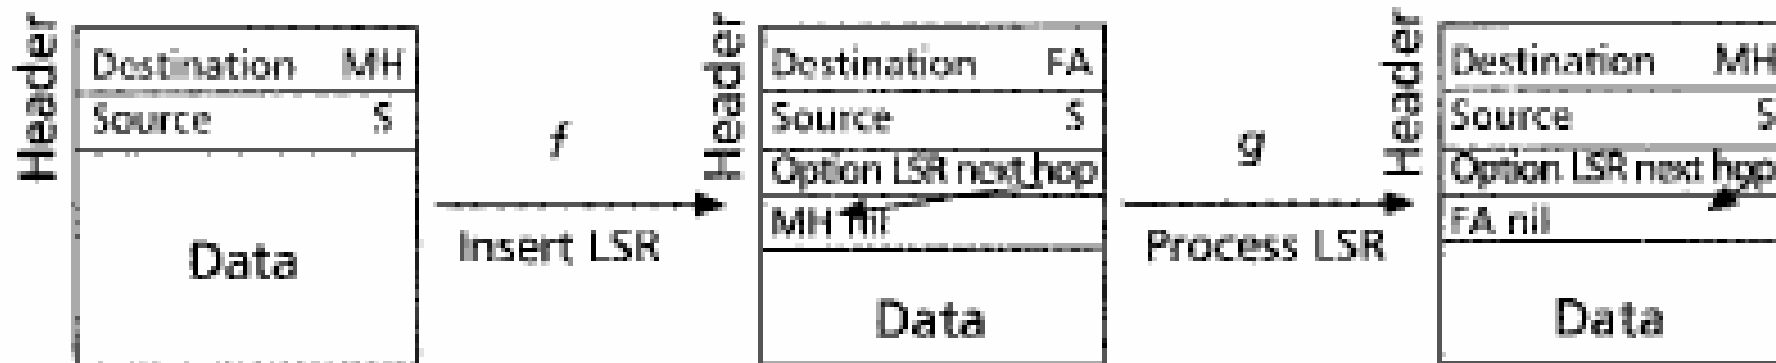 Header
Destination MH
Source S
Data
f
Insert LSR
Header
Destination FA
Source S
Option LSR next hop
MH nil
Data
g
Process LSR
Header
Destination MH
Source S
Option LSR next hop
FA nil
Data